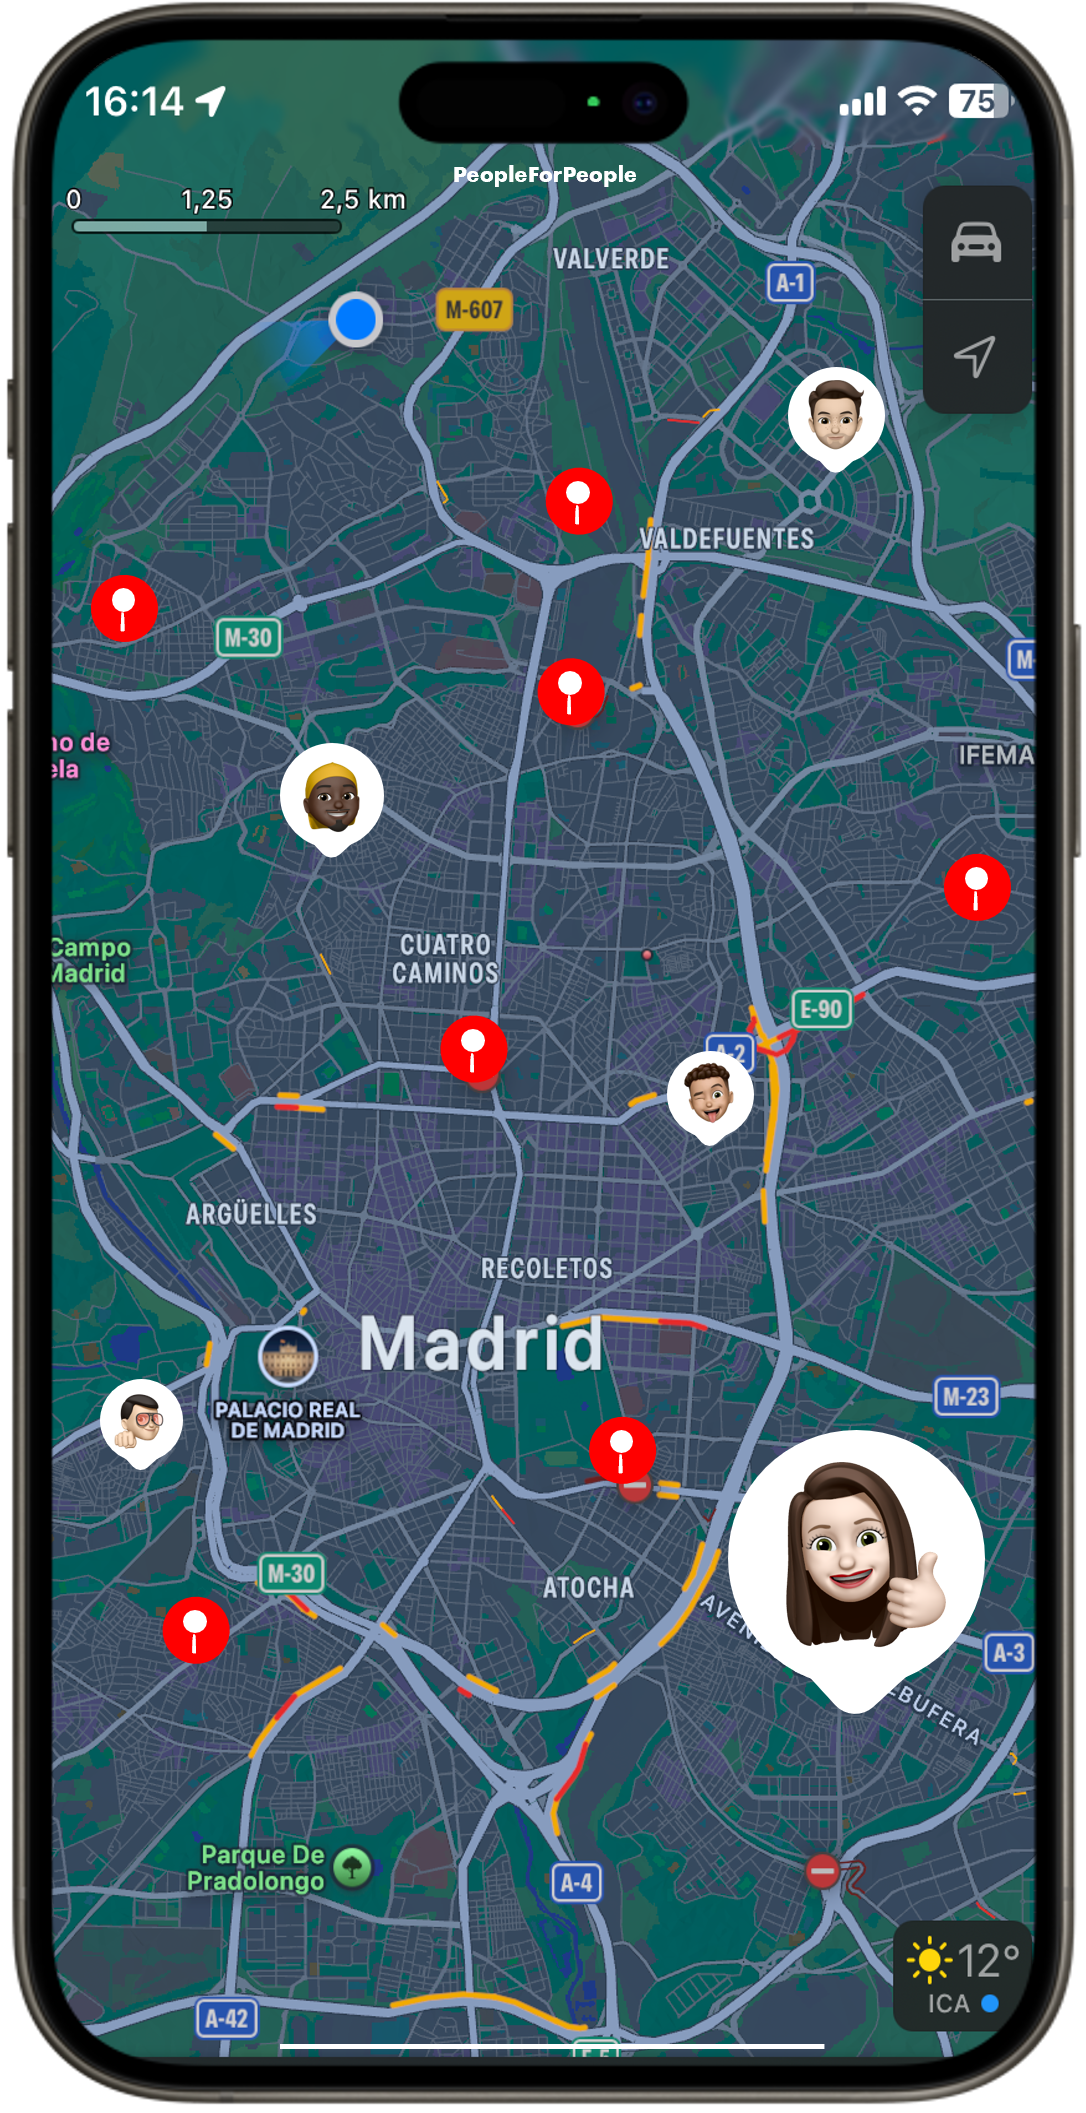 16:14
75
PeopleForPeople
0 1,25 2,5 km
VALVERDE
A-1
M-607
VALDEFUENTES
M-30
M-
no de
ela
IFEMA
CUATRO
CAMINOS
Campo
Madrid
E-90
A-2
ARGÜELLES
RECOLETOS
Madrid
PALACIO REAL
DE MADRID
M-23
M-30
ATOCHA
AVEN
BUFERA
A-3
Parque De
Pradolongo
A-4
12°
ICA
A-42